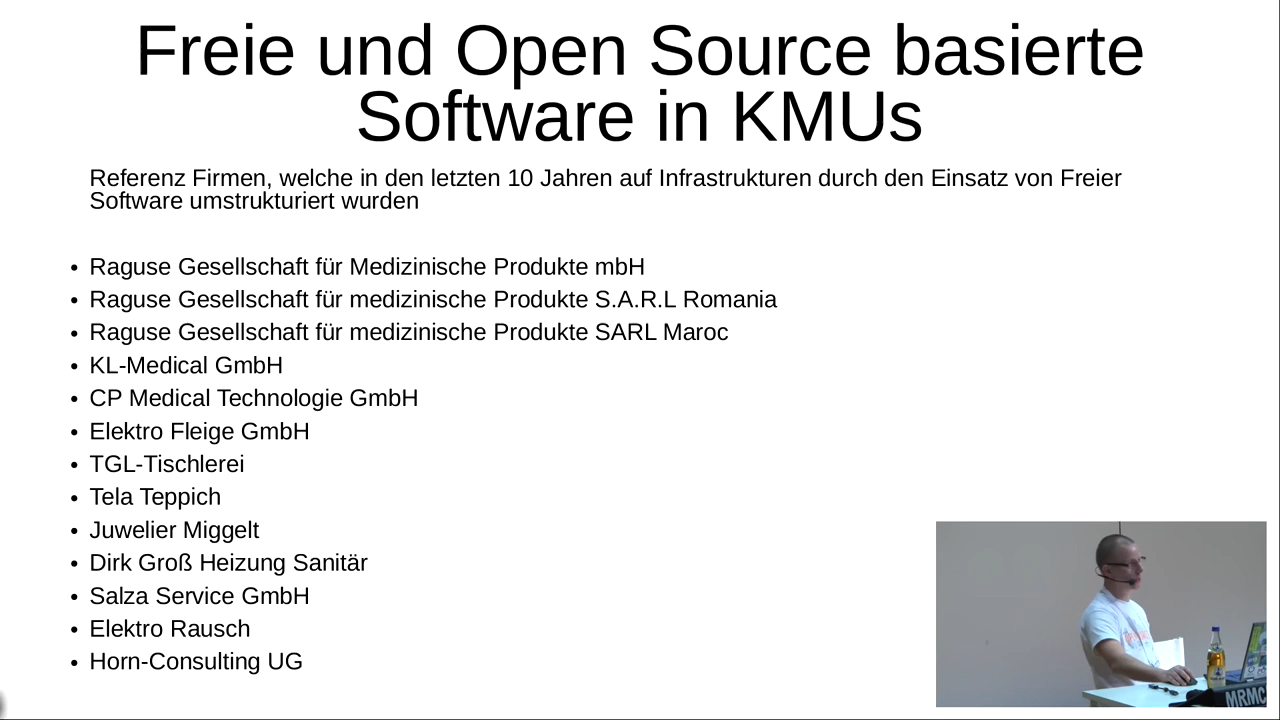 Freie und Open Source basierte
Software in KMUs
Referenz Firmen, welche in den letzten 10 Jahren auf Infrastrukturen durch den Einsatz von Freier
Software umstrukturiert wurden
• Raguse Gesellschaft für Medizinische Produkte mbH
• Raguse Gesellschaft für medizinische Produkte S.A.R.L Romania
• Raguse Gesellschaft für medizinische Produkte SARL Maroc
• KL-Medical GmbH
• CP Medical Technologie GmbH
• Elektro Fleige GmbH
• TGL-Tischlerei
• Tela Teppich
• Juwelier Miggelt
• Dirk Groß Heizung Sanitär
• Salza Service GmbH
• Elektro Rausch
• Horn-Consulting UG
MRMC